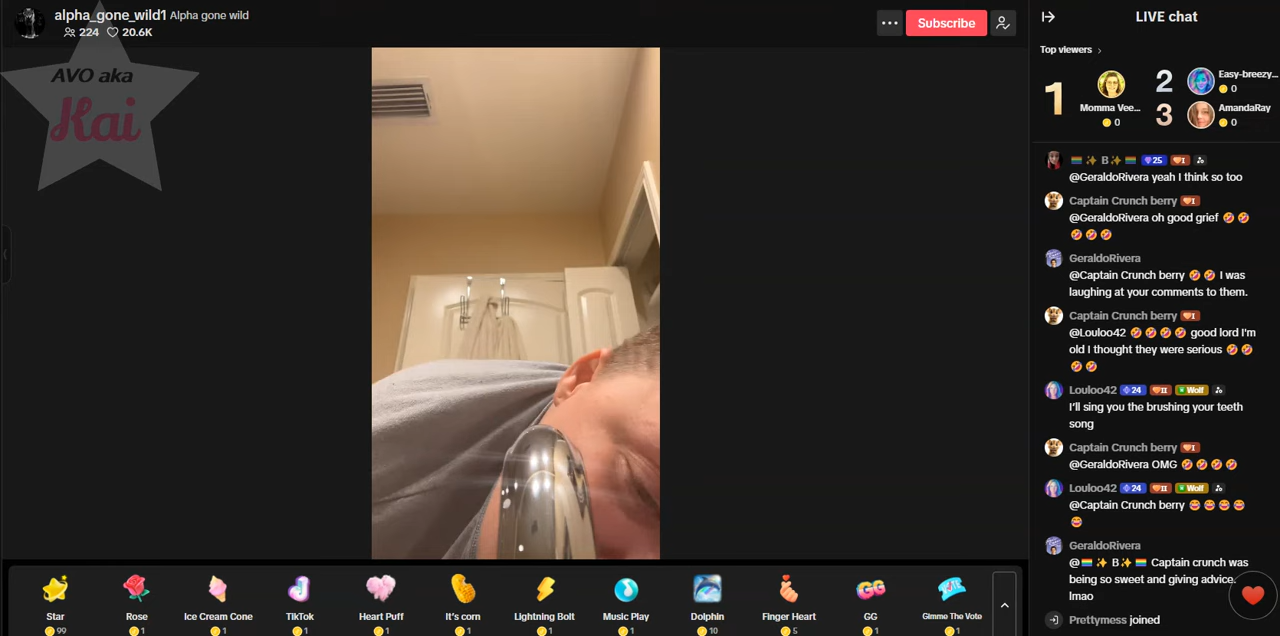 alpha_gone_wild1 Alpha gone wild
224 20.6K
Subscribe
AVO aka
Kai
LIVE chat
Top viewers
1
Momma Vee...
0
2
Easy-breezy...
0
3
AmandaRay
0
B 25 I
@GeraldoRivera yeah I think so too
Captain Crunch berry I
@GeraldoRivera oh good grief 🤣 🤣
🤣 🤣 🤣
GeraldoRivera
@Captain Crunch berry 🤣 🤣 I was
laughing at your comments to them.
Captain Crunch berry I
@Louloo42 🤣 🤣 🤣 🤣 good lord I'm
old I thought they were serious 🤣 🤣
🤣 🤣
Louloo42 24 II Wolf
I'll sing you the brushing your teeth
song
Captain Crunch berry I
@GeraldoRivera OMG 🤣 🤣 🤣 🤣
Louloo42 24 II Wolf
@Captain Crunch berry 😂 😂 😂 😂
😂
GeraldoRivera
@🏳️‍🌈 ✨ B ✨ 🏳️‍🌈 Captain crunch was
being so sweet and giving advice.
lmao
Prettymess joined
Star
99
Rose
1
Ice Cream Cone
1
TikTok
1
Heart Puff
1
It's corn
1
Lightning Bolt
1
Music Play
1
Dolphin
10
Finger Heart
5
GG
GG
1
Gimme The Vote
1